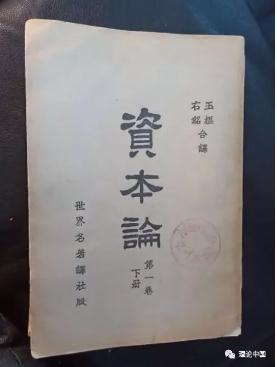 玉樞
右銘合譯
資本論
第一卷
下册
世界名著譯社版
理论中国